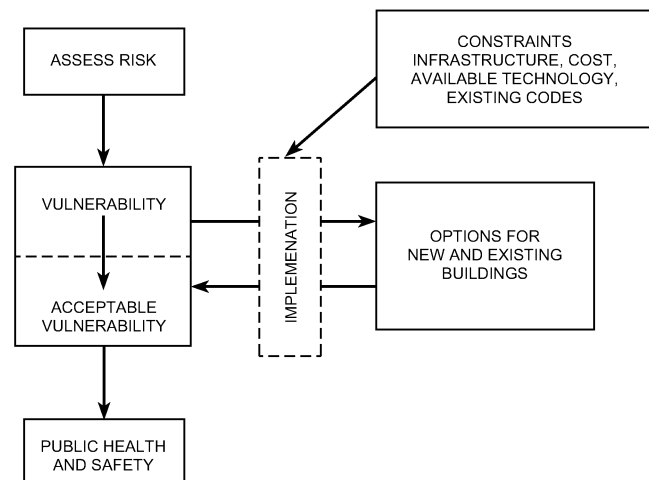 ASSESS RISK
CONSTRAINTS
INFRASTRUCTURE, COST,
AVAILABLE TECHNOLOGY,
EXISTING CODES
VULNERABILITY
IMPLEMENATION
OPTIONS FOR
NEW AND EXISTING
BUILDINGS
ACCEPTABLE
VULNERABILITY
PUBLIC HEALTH
AND SAFETY